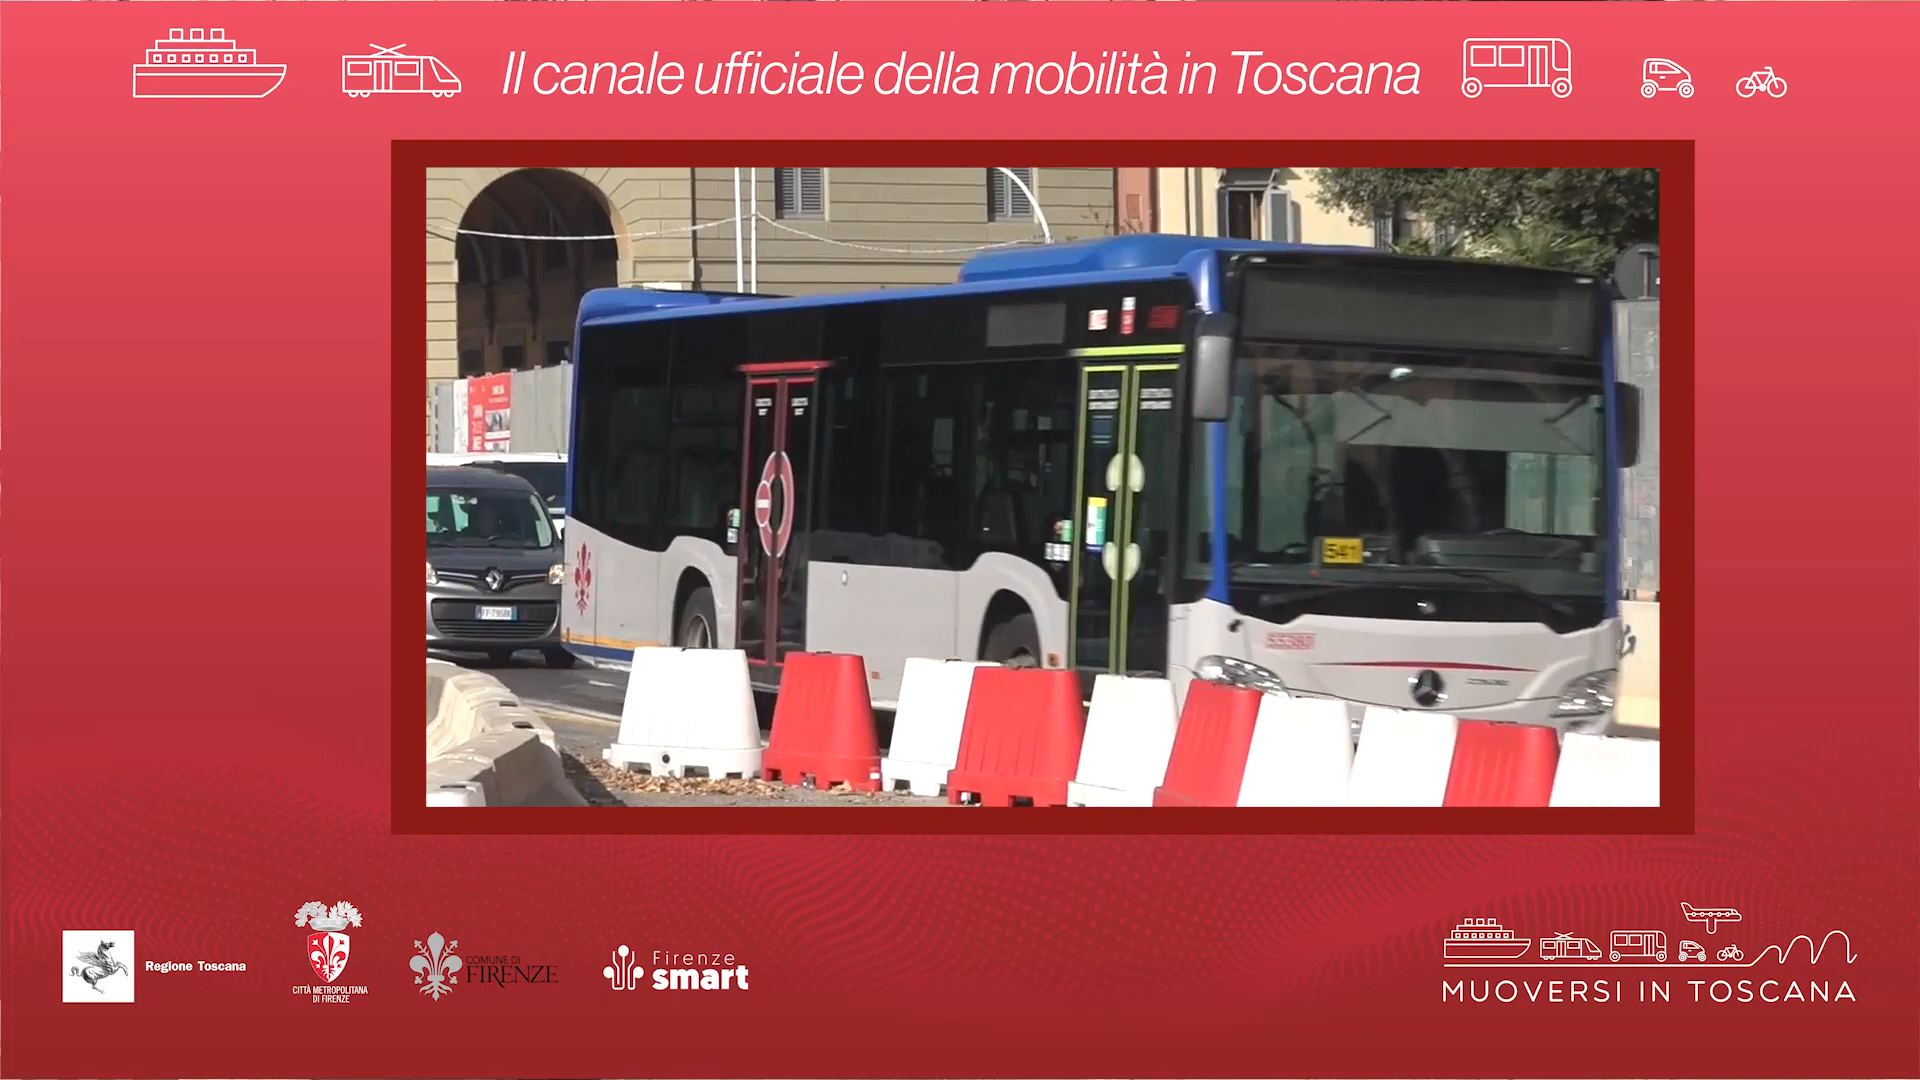 Il canale ufficiale della mobilità in Toscana
541
55380
Regione Toscana
CITTÀ METROPOLITANA
DI FIRENZE
COMUNE DI
FIRENZE
Firenze
smart
MUOVERSI IN TOSCANA